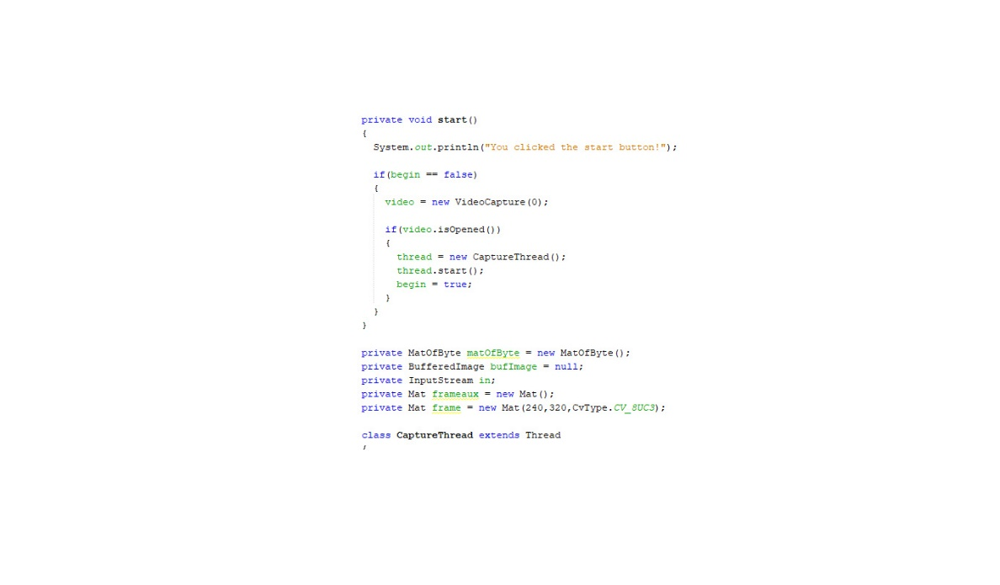 private void start()
{
System.out.println("You clicked the start button!");
if(begin == false)
{
video = new VideoCapture(0);
if(video.isOpened())
{
thread = new CaptureThread();
thread.start();
begin = true;
}
}
}
private MatOfByte matOfByte = new MatOfByte();
private BufferedImage bufImage = null;
private InputStream in;
private Mat frameaux = new Mat();
private Mat frame = new Mat(240,320,CvType.CV_8UC3);
class CaptureThread extends Thread